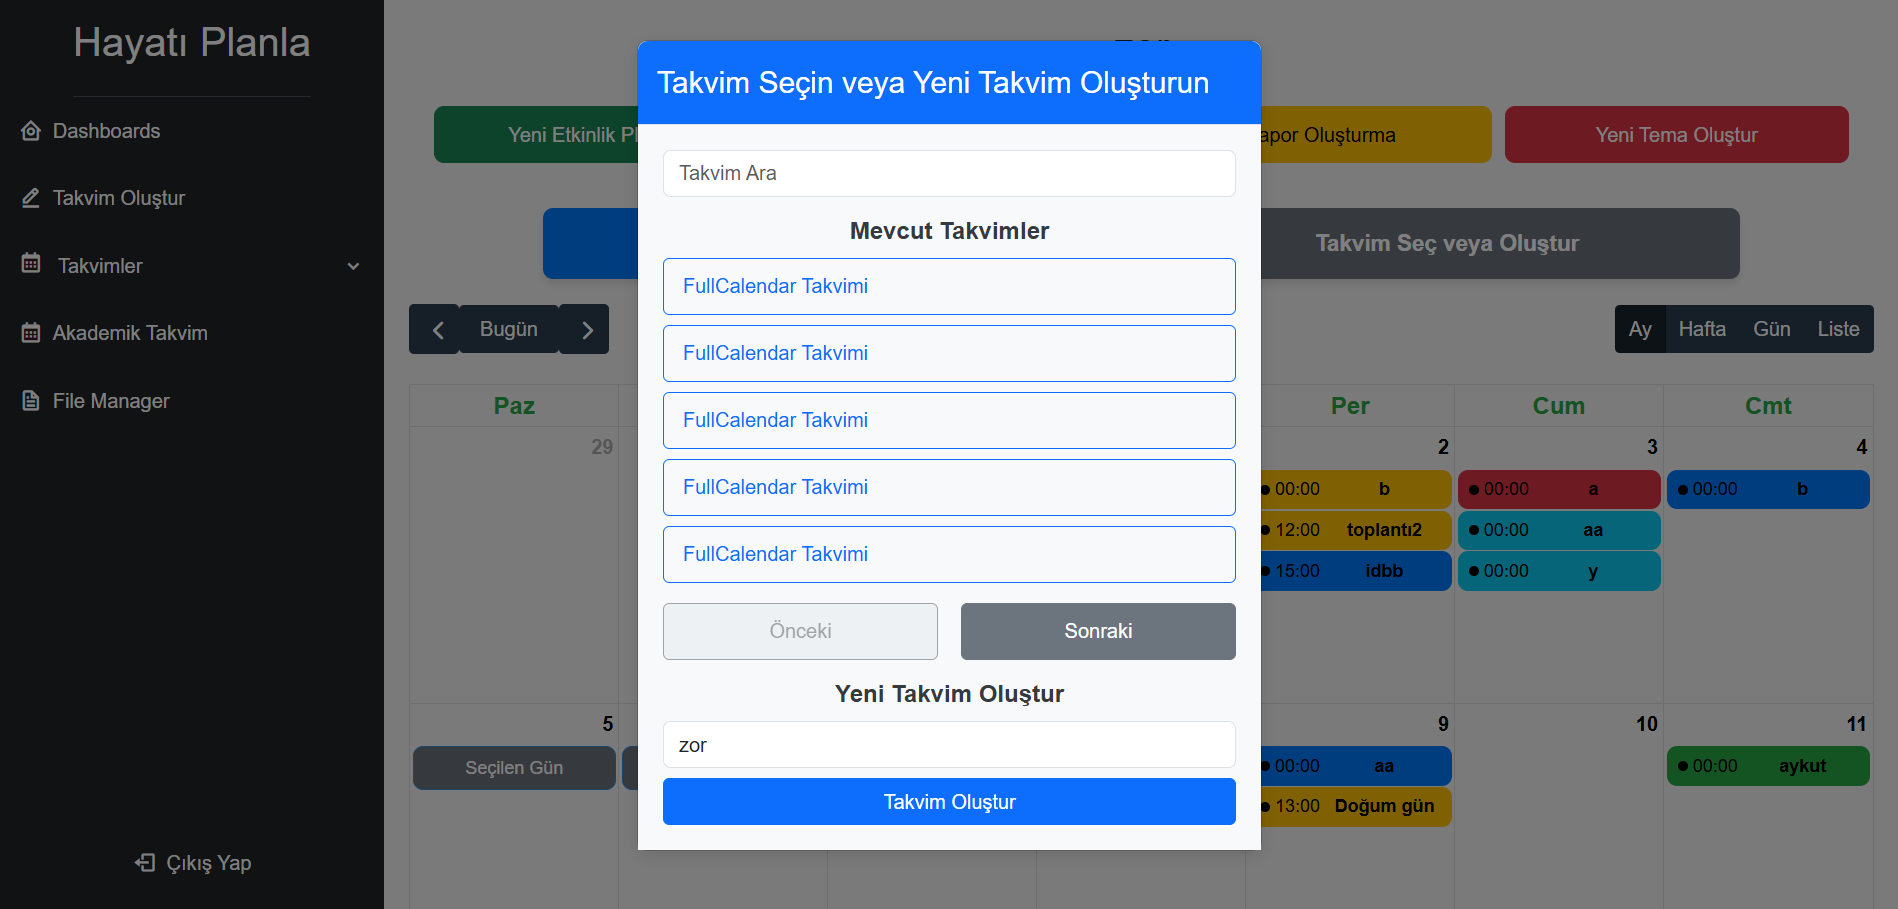 Hayatı Planla
Dashboards
Takvim Oluştur
Takvimler
Akademik Takvim
File Manager
Çıkış Yap
Yeni Etkinlik
Oluşturma
Yeni Tema Oluştur
Takvim Seç veya Oluştur
Bugün
Ay Hafta Gün Liste
Paz Per Cum Cmt
29 2 3 4
00:00 b
12:00 toplantı2
15:00 idbb
00:00 a
00:00 aa
00:00 y
00:00 b
5 9 10 11
Seçilen Gün
00:00 aa
13:00 Doğum gün
00:00 aykut
Takvim Seçin veya Yeni Takvim Oluşturun
Takvim Ara
Mevcut Takvimler
FullCalendar Takvimi
FullCalendar Takvimi
FullCalendar Takvimi
FullCalendar Takvimi
FullCalendar Takvimi
Önceki Sonraki
Yeni Takvim Oluştur
zor
Takvim Oluştur